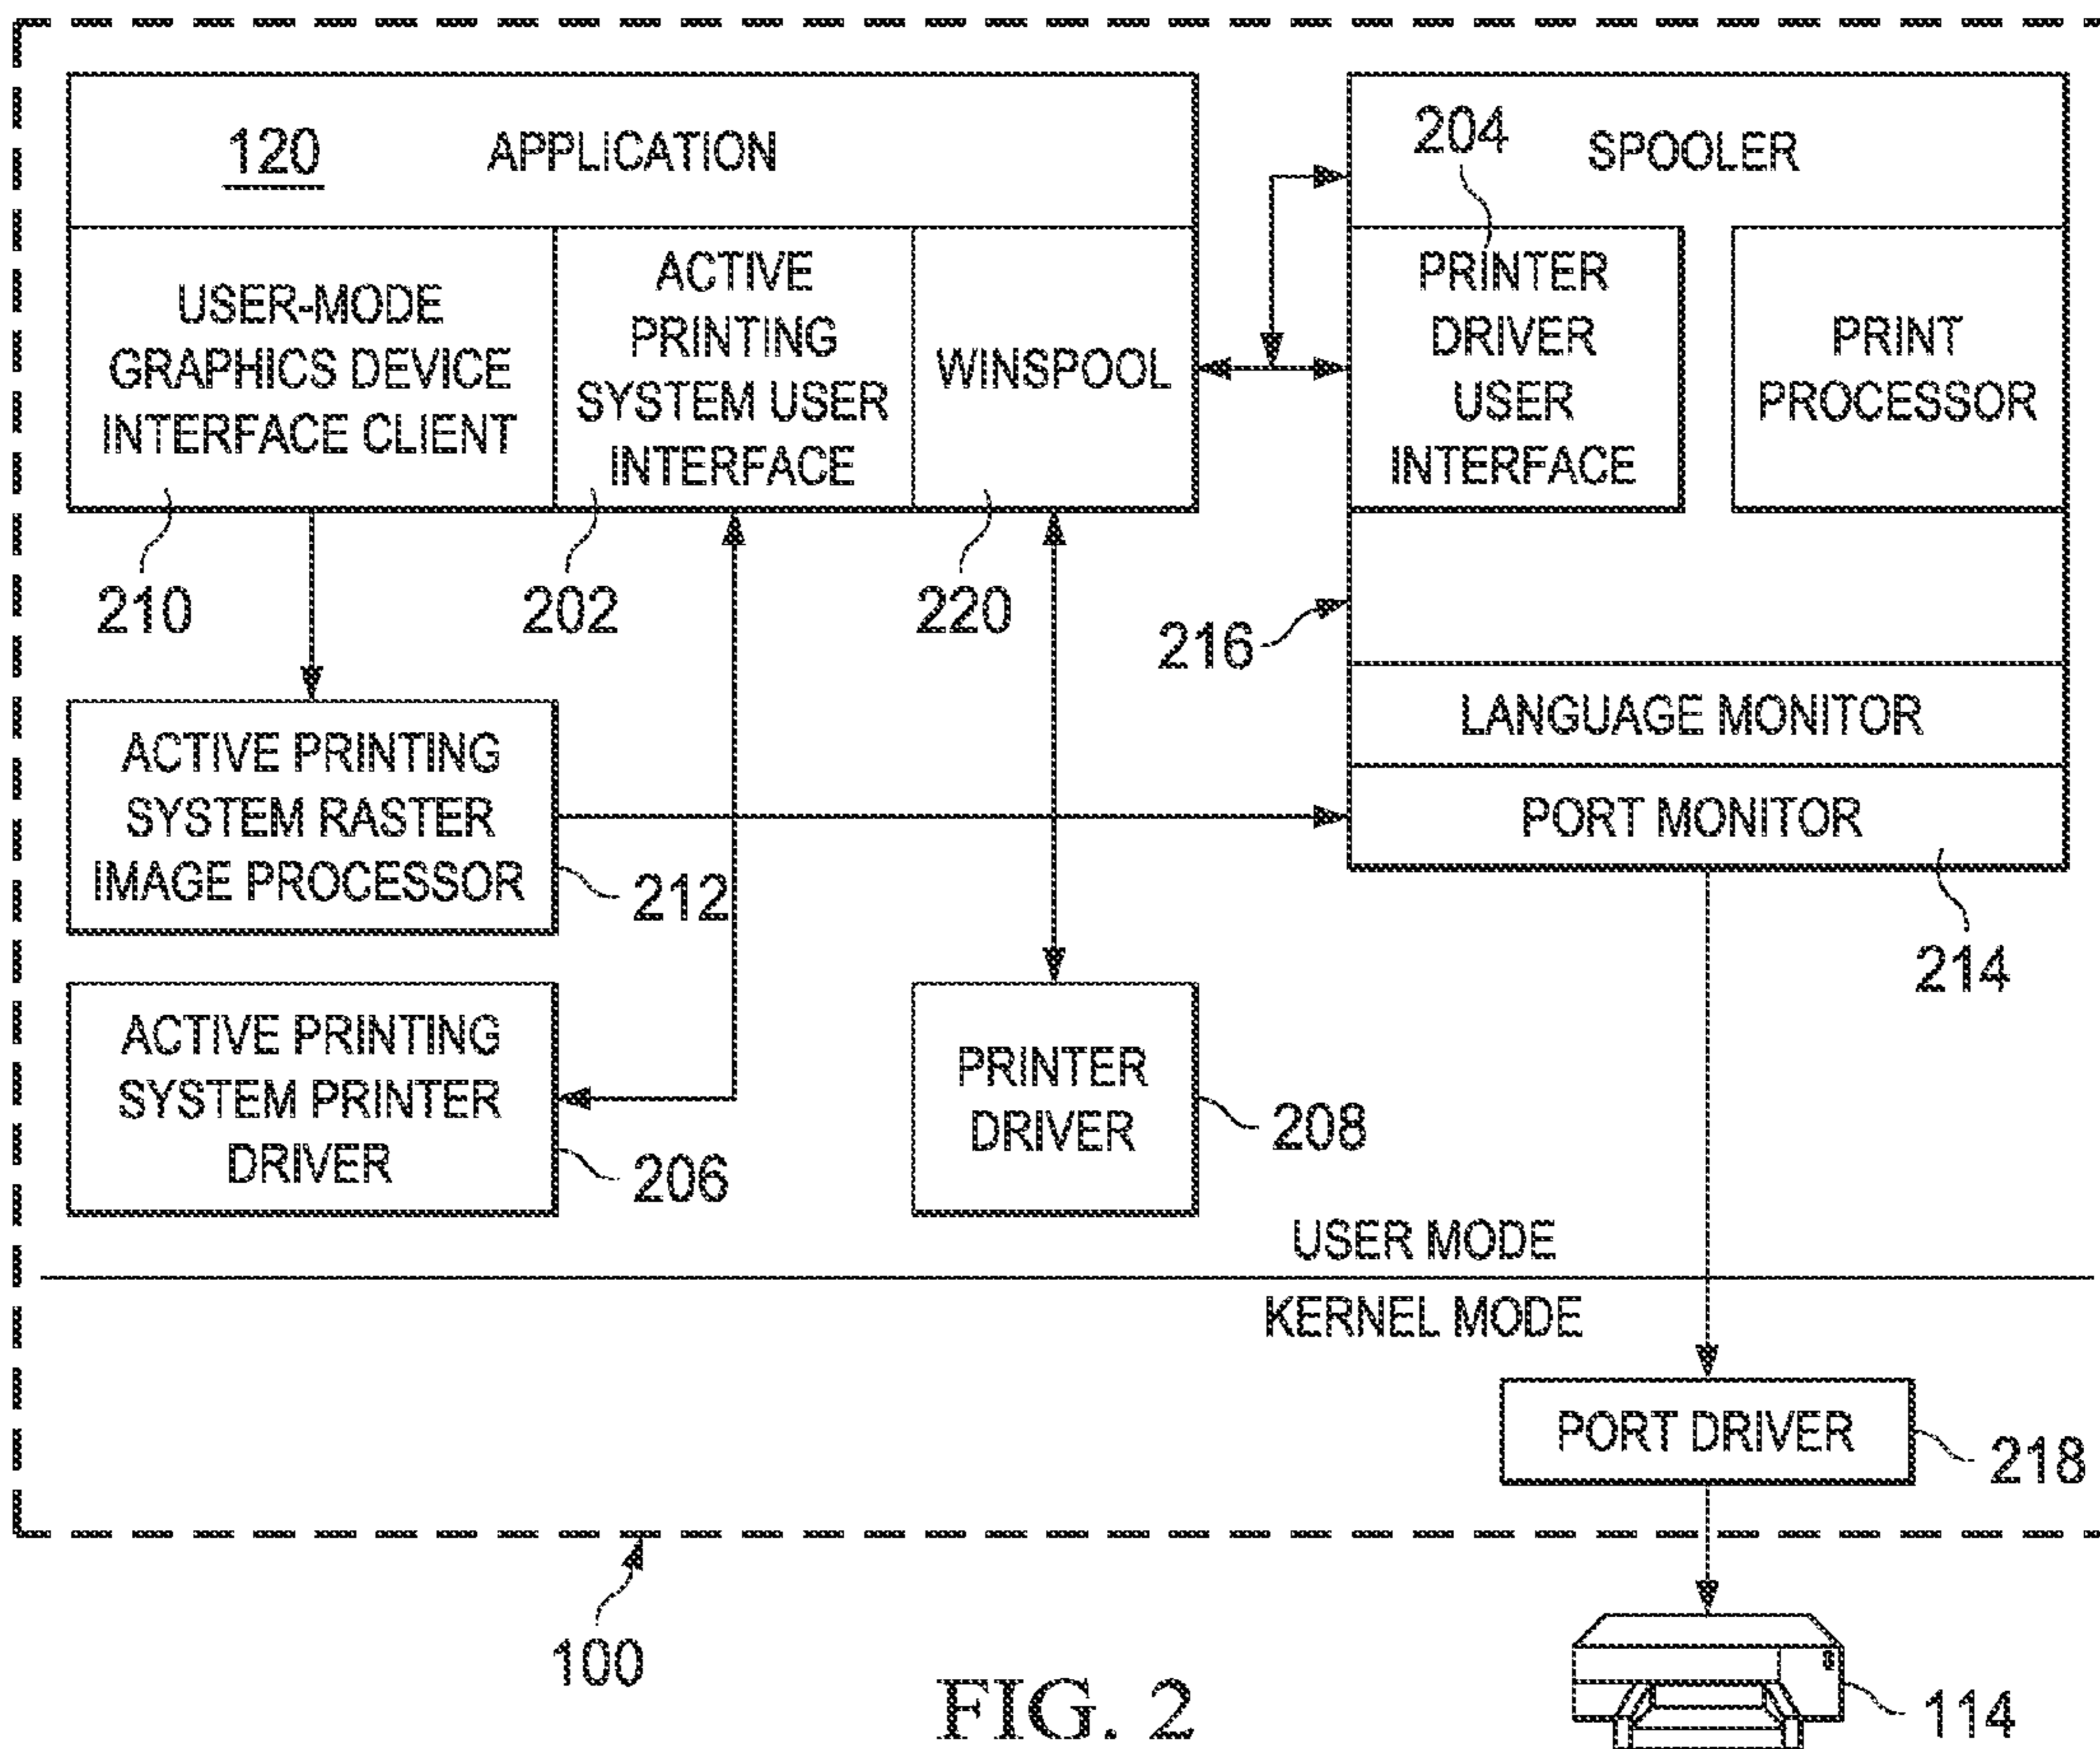 120 APPLICATION
204
SPOOLER
USER-MODE
GRAPHICS DEVICE
INTERFACE CLIENT
ACTIVE
PRINTING
SYSTEM USER
INTERFACE
WINSPOOL
PRINTER
DRIVER
USER
INTERFACE
PRINT
PROCESSOR
210
202
220
216
LANGUAGE MONITOR
PORT MONITOR
214
ACTIVE PRINTING
SYSTEM RASTER
IMAGE PROCESSOR
212
ACTIVE PRINTING
SYSTEM PRINTER
DRIVER
206
PRINTER
DRIVER
208
USER MODE
KERNEL MODE
PORT DRIVER
218
100
114
FIG. 2